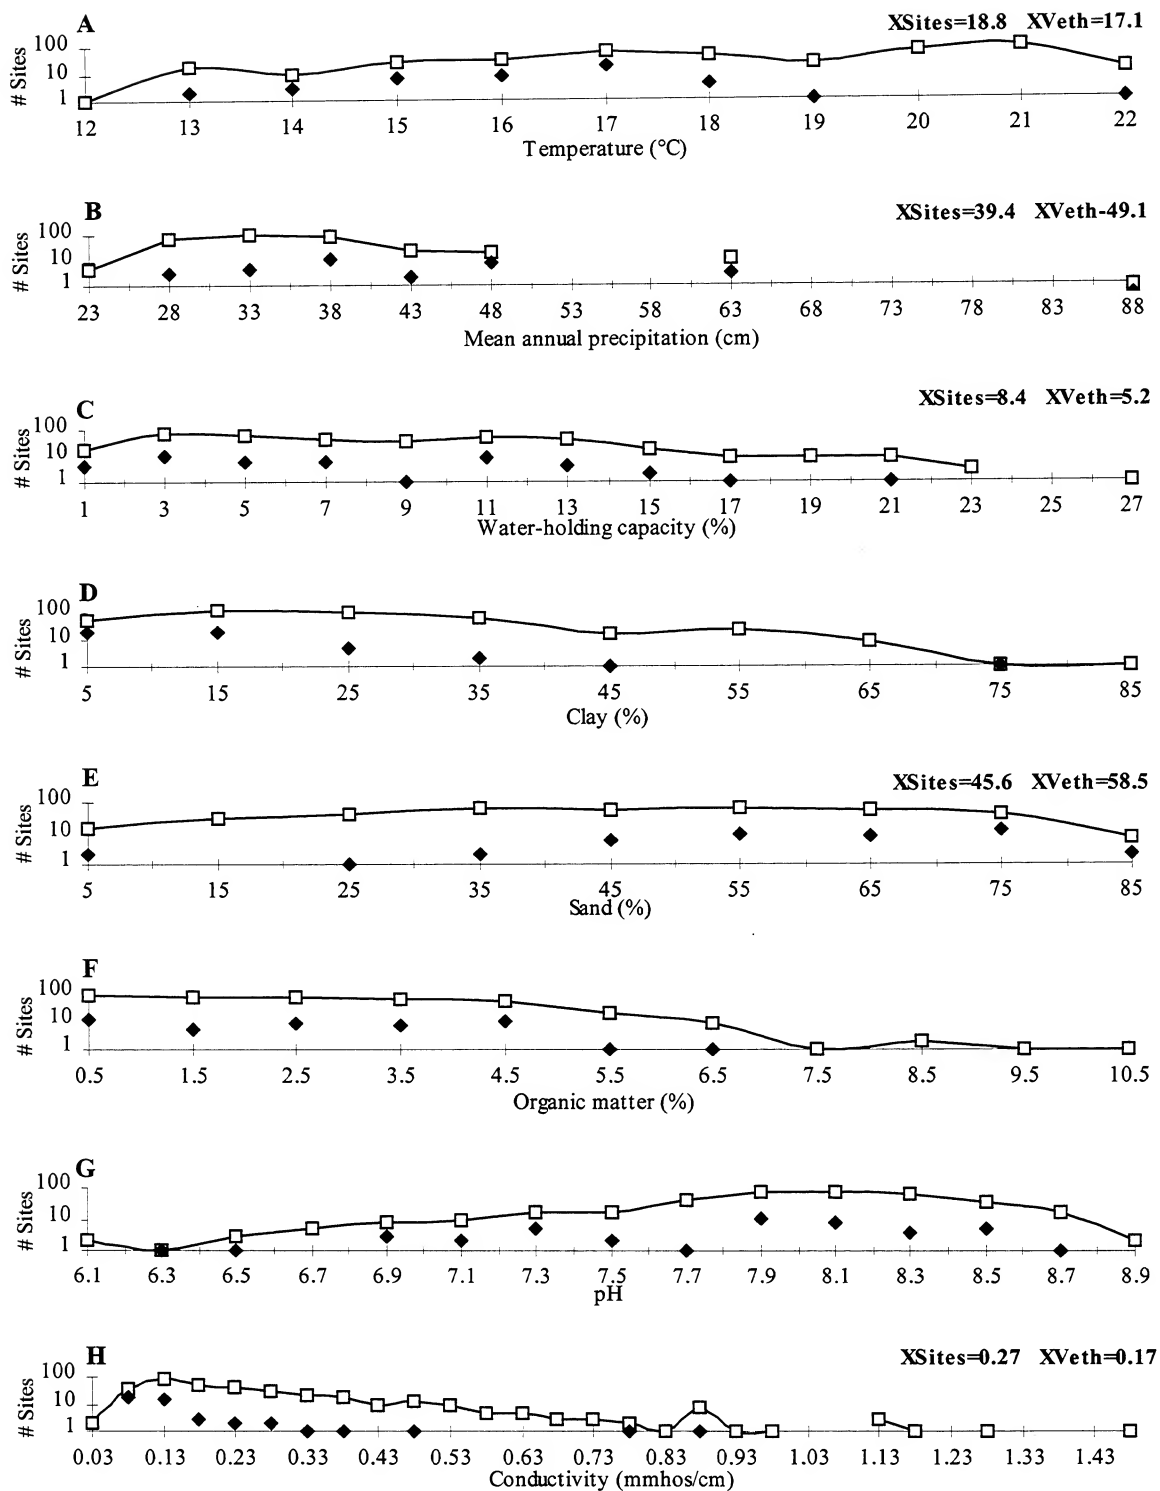 A
XSites=18.8 XVeth=17.1
# Sites
100
10
1
12 13 14 15 16 17 18 19 20 21 22
Temperature (°C)
B
XSites=39.4 XVeth-49.1
# Sites
100
10
1
23 28 33 38 43 48 53 58 63 68 73 78 83 88
Mean annual precipitation (cm)
C
XSites=8.4 XVeth=5.2
# Sites
100
10
1
1 3 5 7 9 11 13 15 17 19 21 23 25 27
Water-holding capacity (%)
D
# Sites
100
10
1
5 15 25 35 45 55 65 75 85
Clay (%)
E
XSites=45.6 XVeth=58.5
# Sites
100
10
1
5 15 25 35 45 55 65 75 85
Sand (%)
F
# Sites
100
10
1
0.5 1.5 2.5 3.5 4.5 5.5 6.5 7.5 8.5 9.5 10.5
Organic matter (%)
G
# Sites
100
10
1
6.1 6.3 6.5 6.7 6.9 7.1 7.3 7.5 7.7 7.9 8.1 8.3 8.5 8.7 8.9
pH
H
XSites=0.27 XVeth=0.17
# Sites
100
10
1
0.03 0.13 0.23 0.33 0.43 0.53 0.63 0.73 0.83 0.93 1.03 1.13 1.23 1.33 1.43
Conductivity (mmhos/cm)